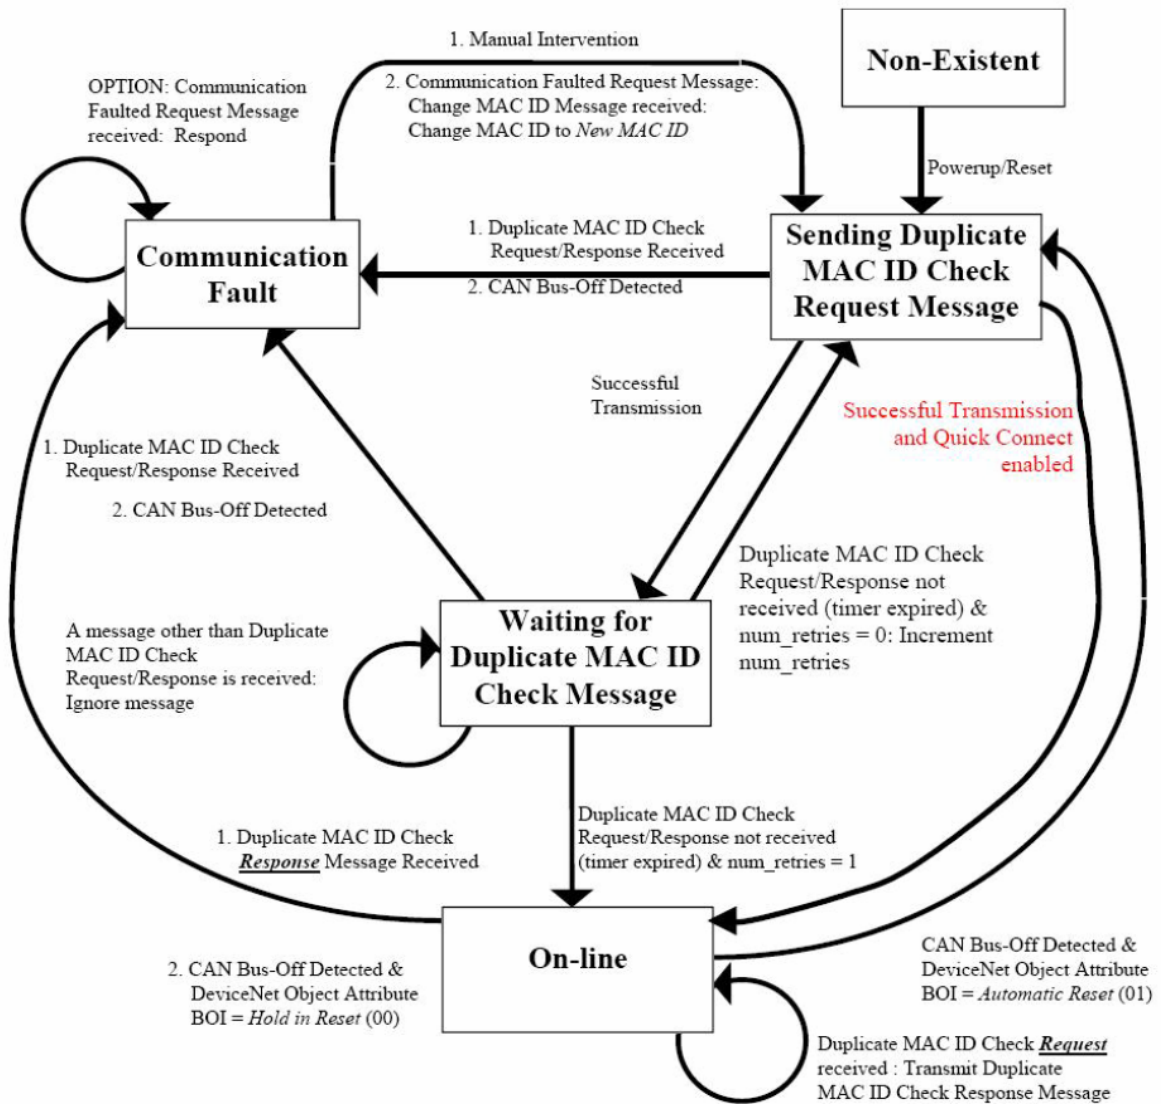 1. Manual Intervention
2. Communication Faulted Request Message:
Change MAC ID Message received:
Change MAC ID to New MAC ID
Non-Existent
OPTION: Communication
Faulted Request Message
received: Respond
Powerup/Reset
Communication
Fault
1. Duplicate MAC ID Check
Request/Response Received
2. CAN Bus-Off Detected
Sending Duplicate
MAC ID Check
Request Message
Successful
Transmission
Successful Transmission
and Quick Connect
enabled
1. Duplicate MAC ID Check
Request/Response Received
2. CAN Bus-Off Detected
Duplicate MAC ID Check
Request/Response not
received (timer expired) &
num_retries = 0: Increment
num_retries
A message other than Duplicate
MAC ID Check
Request/Response is received:
Ignore message
Waiting for
Duplicate MAC ID
Check Message
1. Duplicate MAC ID Check
Response Message Received
Duplicate MAC ID Check
Request/Response not received
(timer expired) & num_retries = 1
2. CAN Bus-Off Detected &
DeviceNet Object Attribute
BOI = Hold in Reset (00)
On-line
CAN Bus-Off Detected &
DeviceNet Object Attribute
BOI = Automatic Reset (01)
Duplicate MAC ID Check Request
received : Transmit Duplicate
MAC ID Check Response Message